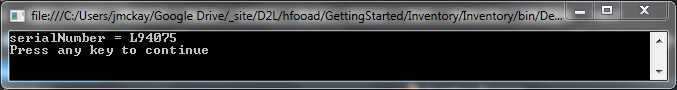 file:///C:/Users/jmckay/Google Drive/_site/D2L/hfooad/GettingStarted/Inventory/Inventory/bin/De...
serialNumber = L94075
Press any key to continue